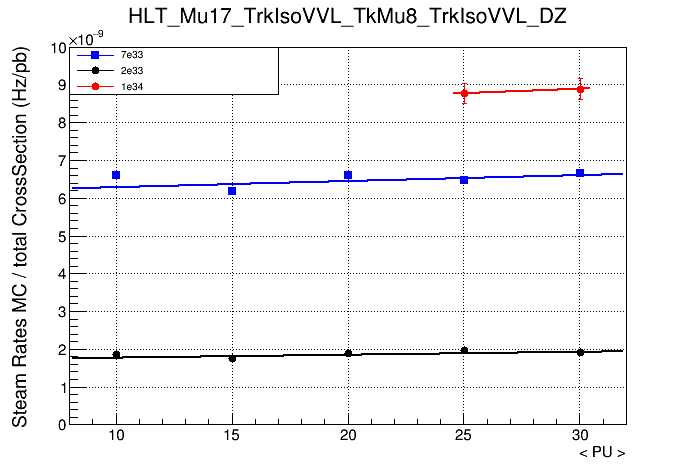 HLT_Mu17_TrkIsoVVL_TkMu8_TrkIsoVVL_DZ
×10⁻⁹
Steam Rates MC / total CrossSection (Hz/pb)
7e33
2e33
1e34
10
9
8
7
6
5
4
3
2
1
0
10 15 20 25 30
< PU >